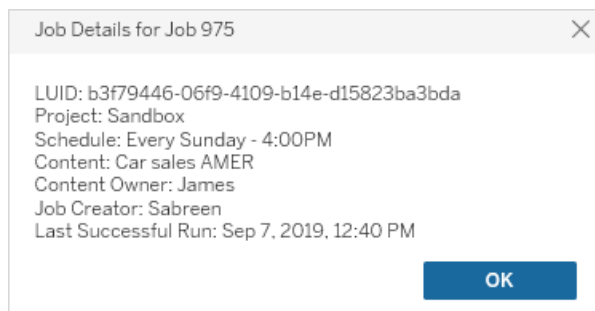 Job Details for Job 975
LUID: b3f79446-06f9-4109-b14e-d15823ba3bda
Project: Sandbox
Schedule: Every Sunday - 4:00PM
Content: Car sales AMER
Content Owner: James
Job Creator: Sabreen
Last Successful Run: Sep 7, 2019, 12:40 PM
OK